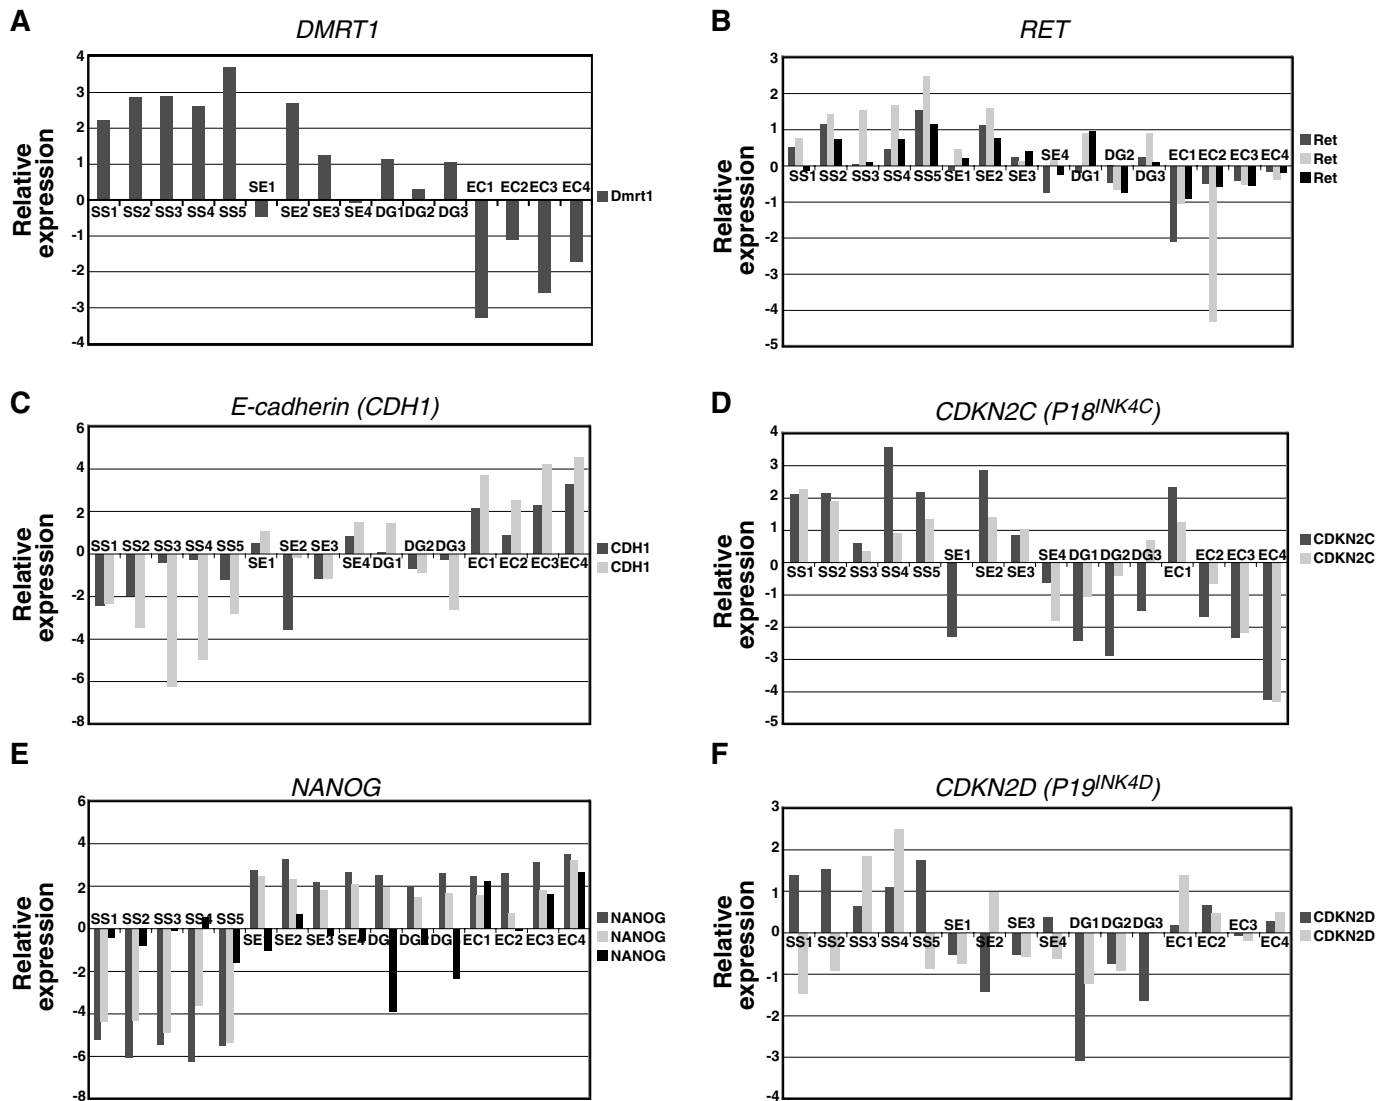 A
DMRT1
Relative expression
4
3
2
1
0
-1
-2
-3
-4
SS1 SS2 SS3 SS4 SS5 SE1 SE2 SE3 SE4 DG1 DG2 DG3 EC1 EC2 EC3 EC4
Dmrt1
B
RET
Relative expression
3
2
1
0
-1
-2
-3
-4
-5
SS1 SS2 SS3 SS4 SS5 SE1 SE2 SE3 SE4 DG1 DG2 DG3 EC1 EC2 EC3 EC4
Ret
Ret
Ret
C
E-cadherin (CDH1)
Relative expression
6
4
2
0
-2
-4
-6
-8
SS1 SS2 SS3 SS4 SS5 SE1 SE2 SE3 SE4 DG1 DG2 DG3 EC1 EC2 EC3 EC4
CDH1
CDH1
D
CDKN2C (P18INK4C)
Relative expression
4
3
2
1
0
-1
-2
-3
-4
-5
SS1 SS2 SS3 SS4 SS5 SE1 SE2 SE3 SE4 DG1 DG2 DG3 EC1 EC2 EC3 EC4
CDKN2C
CDKN2C
E
NANOG
Relative expression
6
4
2
0
-2
-4
-6
-8
SS1 SS2 SS3 SS4 SS5 SE2 SE3 EC1 EC2 EC3 EC4
NANOG
NANOG
NANOG
F
CDKN2D (P19INK4D)
Relative expression
3
2
1
0
-1
-2
-3
-4
SS1 SS2 SS3 SS4 SS5 SE1 SE2 SE3 SE4 DG1 DG2 DG3 EC1 EC2 EC3 EC4
CDKN2D
CDKN2D